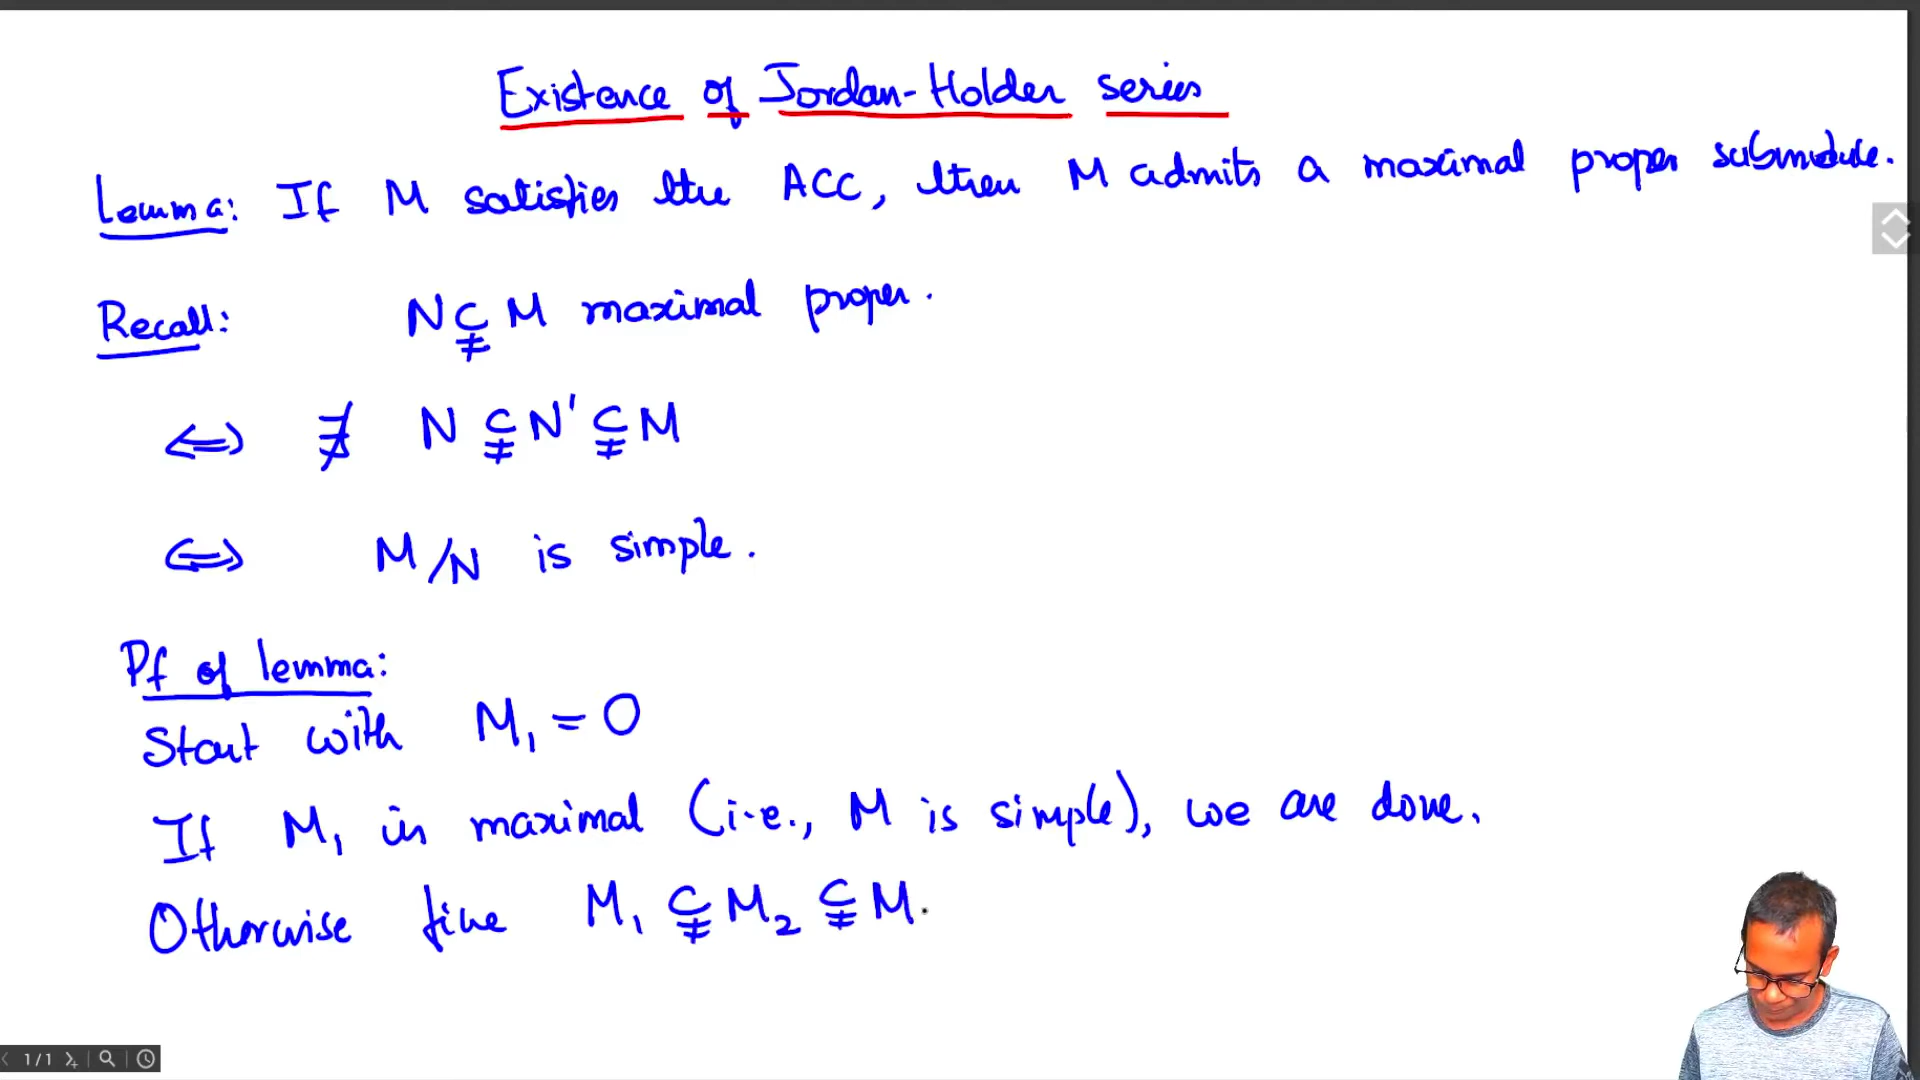 Existence of Jordan-Holder series
Lemma: If M satisfies the ACC, then M admits a maximal proper submodule.
Recall: N ⊊ M maximal proper.
⇔ ∄ N ⊊ N' ⊊ M
⇔ M/N is simple.
Pf of lemma:
Start with M₁ = 0
If M₁ is maximal (i.e., M is simple), we are done.
Otherwise five M₁ ⊊ M₂ ⊊ M.
1/1